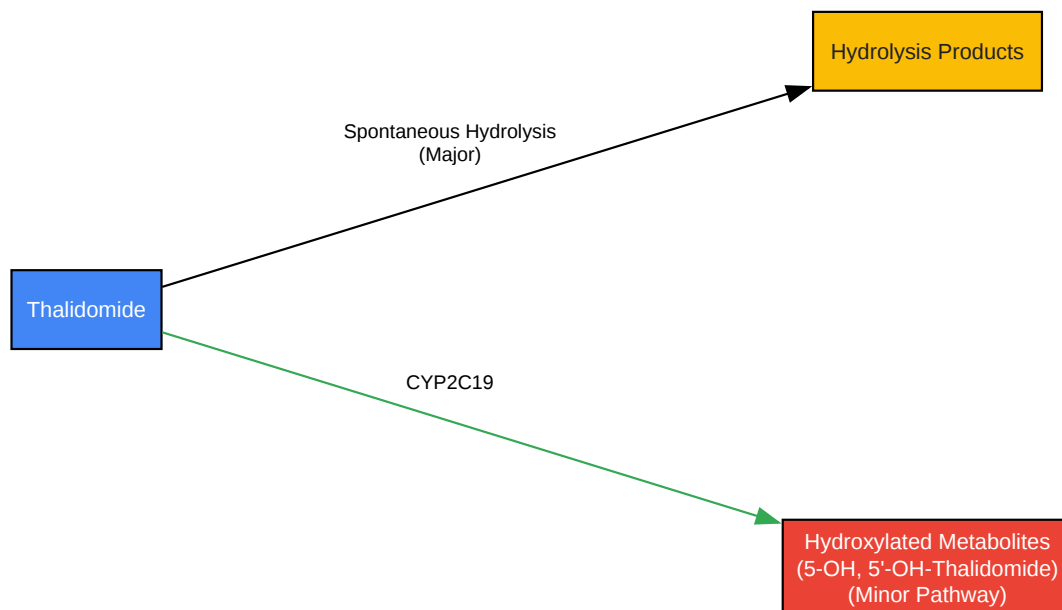 Hydrolysis Products
Spontaneous Hydrolysis
(Major)
Thalidomide
CYP2C19
Hydroxylated Metabolites
(5-OH, 5'-OH-Thalidomide)
(Minor Pathway)